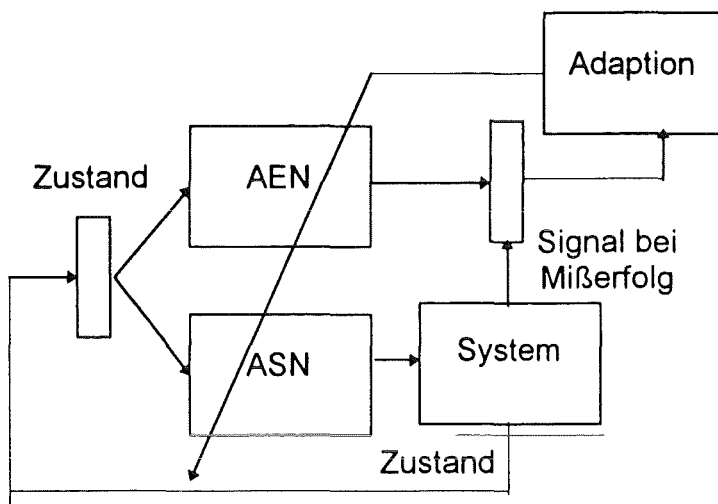 Adaption
Zustand
AEN
Signal bei
Mißerfolg
ASN
System
Zustand